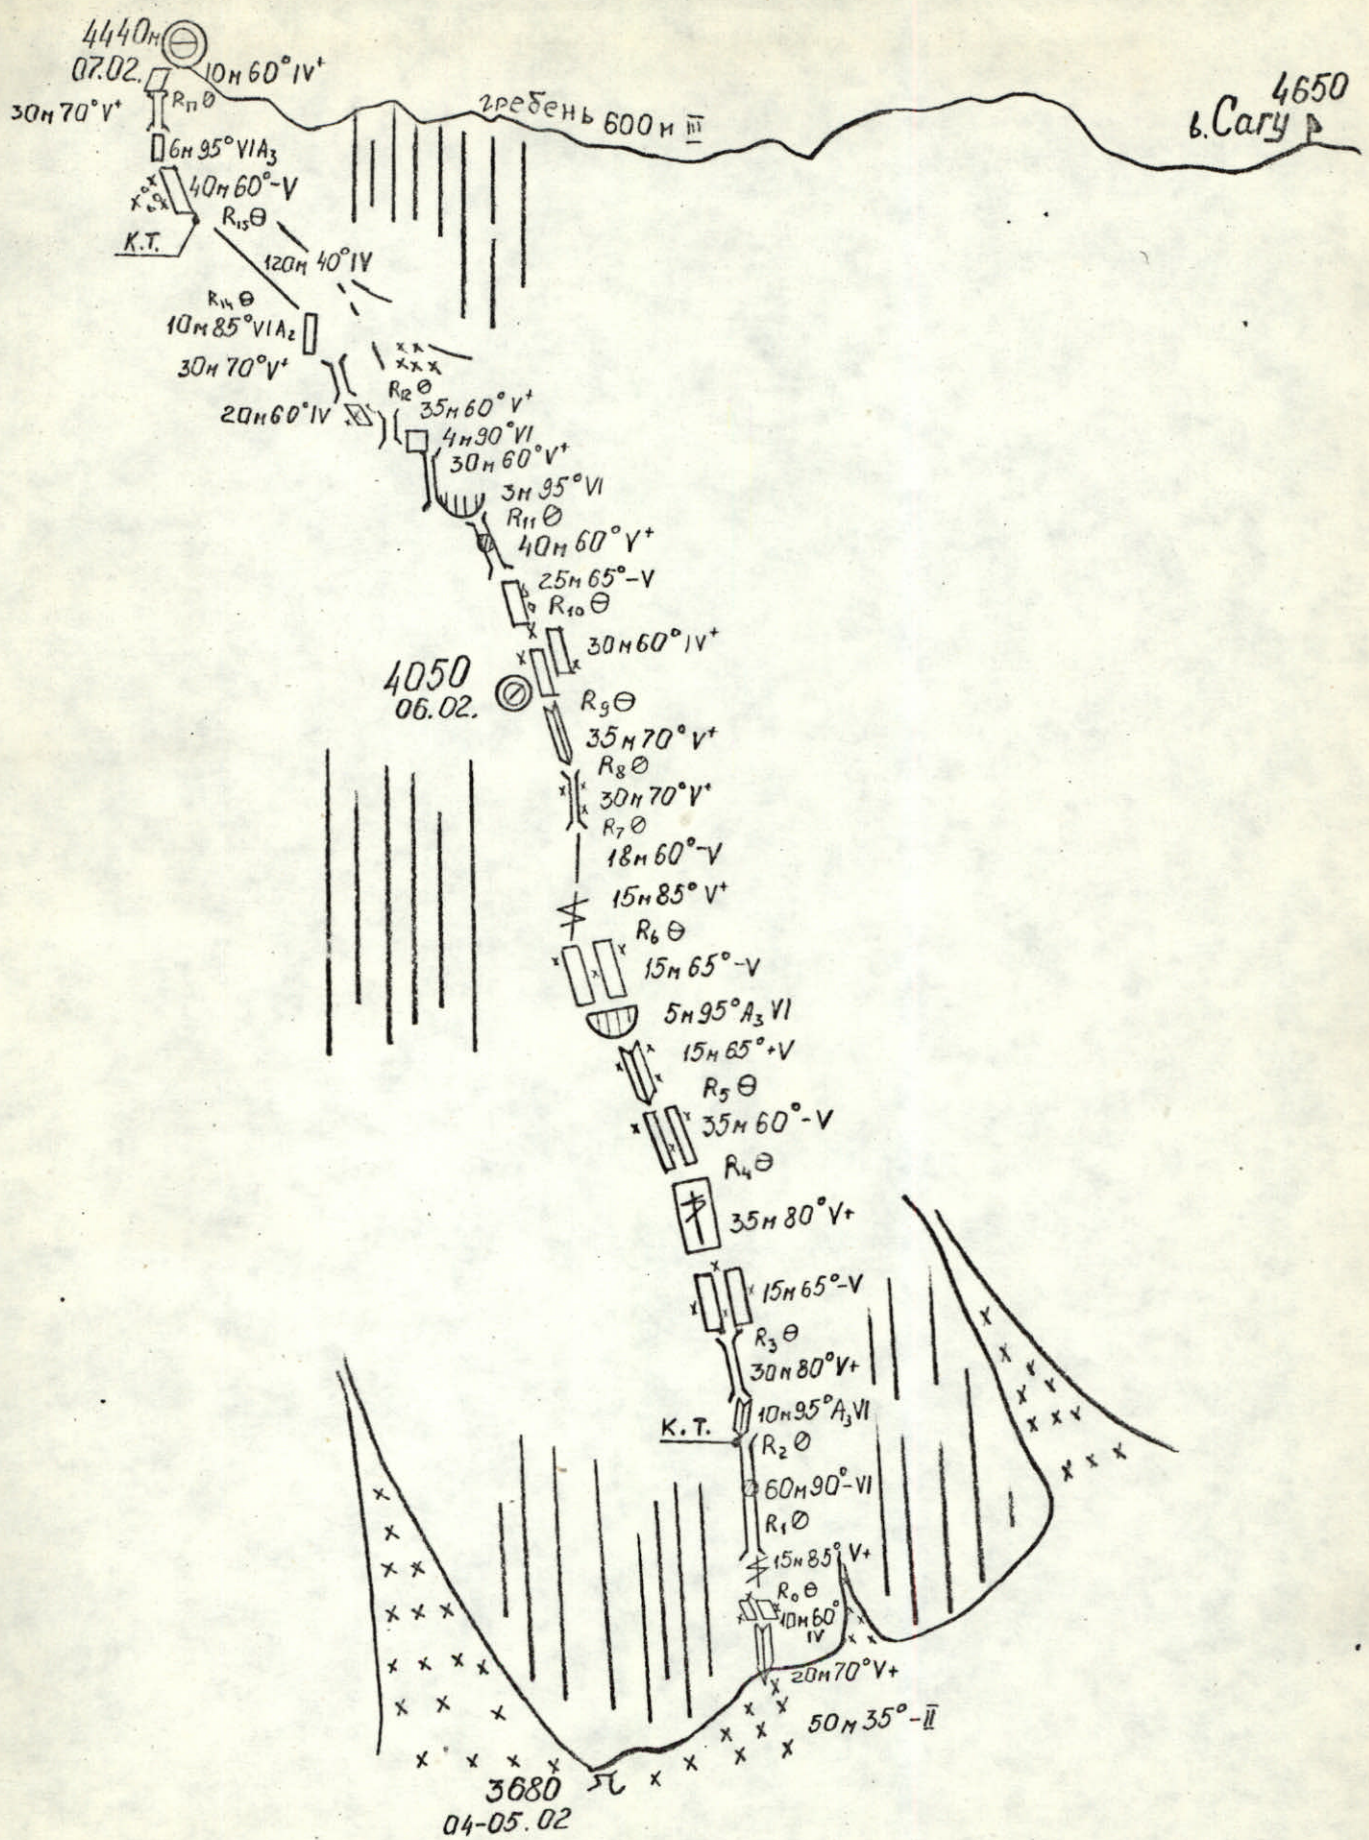 4440м
07.02.
10м 60° IV⁺
R₁₇
30м 70° V⁺
гребень 600м III
4650
в. Сагу
6м 95° VI A₃
40м 60° -V
R₁₅
К.Т.
120м 40° IV
R₁₄
10м 85° VI A₂
30м 70° V⁺
R₁₂
20м 60° IV
35м 60° V⁺
4м 90° VI
30м 60° V⁺
3м 95° VI
R₁₁
40м 60° V⁺
25м 65° -V
R₁₀
30м 60° IV⁺
4050
06.02.
R₉
35м 70° V⁺
R₈
30м 70° V⁺
R₇
18м 60° -V
15м 85° V⁺
R₆
15м 65° -V
5м 95° A₃ VI
15м 65° +V
R₅
35м 60° -V
R₄
35м 80° V+
15м 65° -V
R₃
30м 80° V+
10м 95° A₃ VI
К.Т.
R₂
60м 90° -VI
R₁
15м 85° V+
R₀
10м 60°
IV
20м 70° V+
50м 35° -II
3680
04-05.02